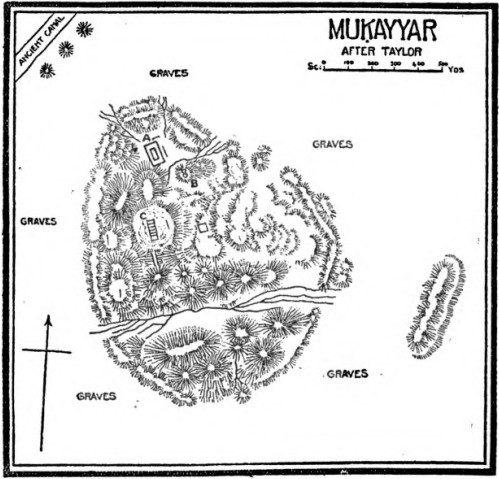 MUKAYYAR
AFTER TAYLOR
Sc: 0 100 200 300 400 500 Yds
ANCIENT CANAL
GRAVES
GRAVES
A
B
GRAVES
C
GRAVES
GRAVES